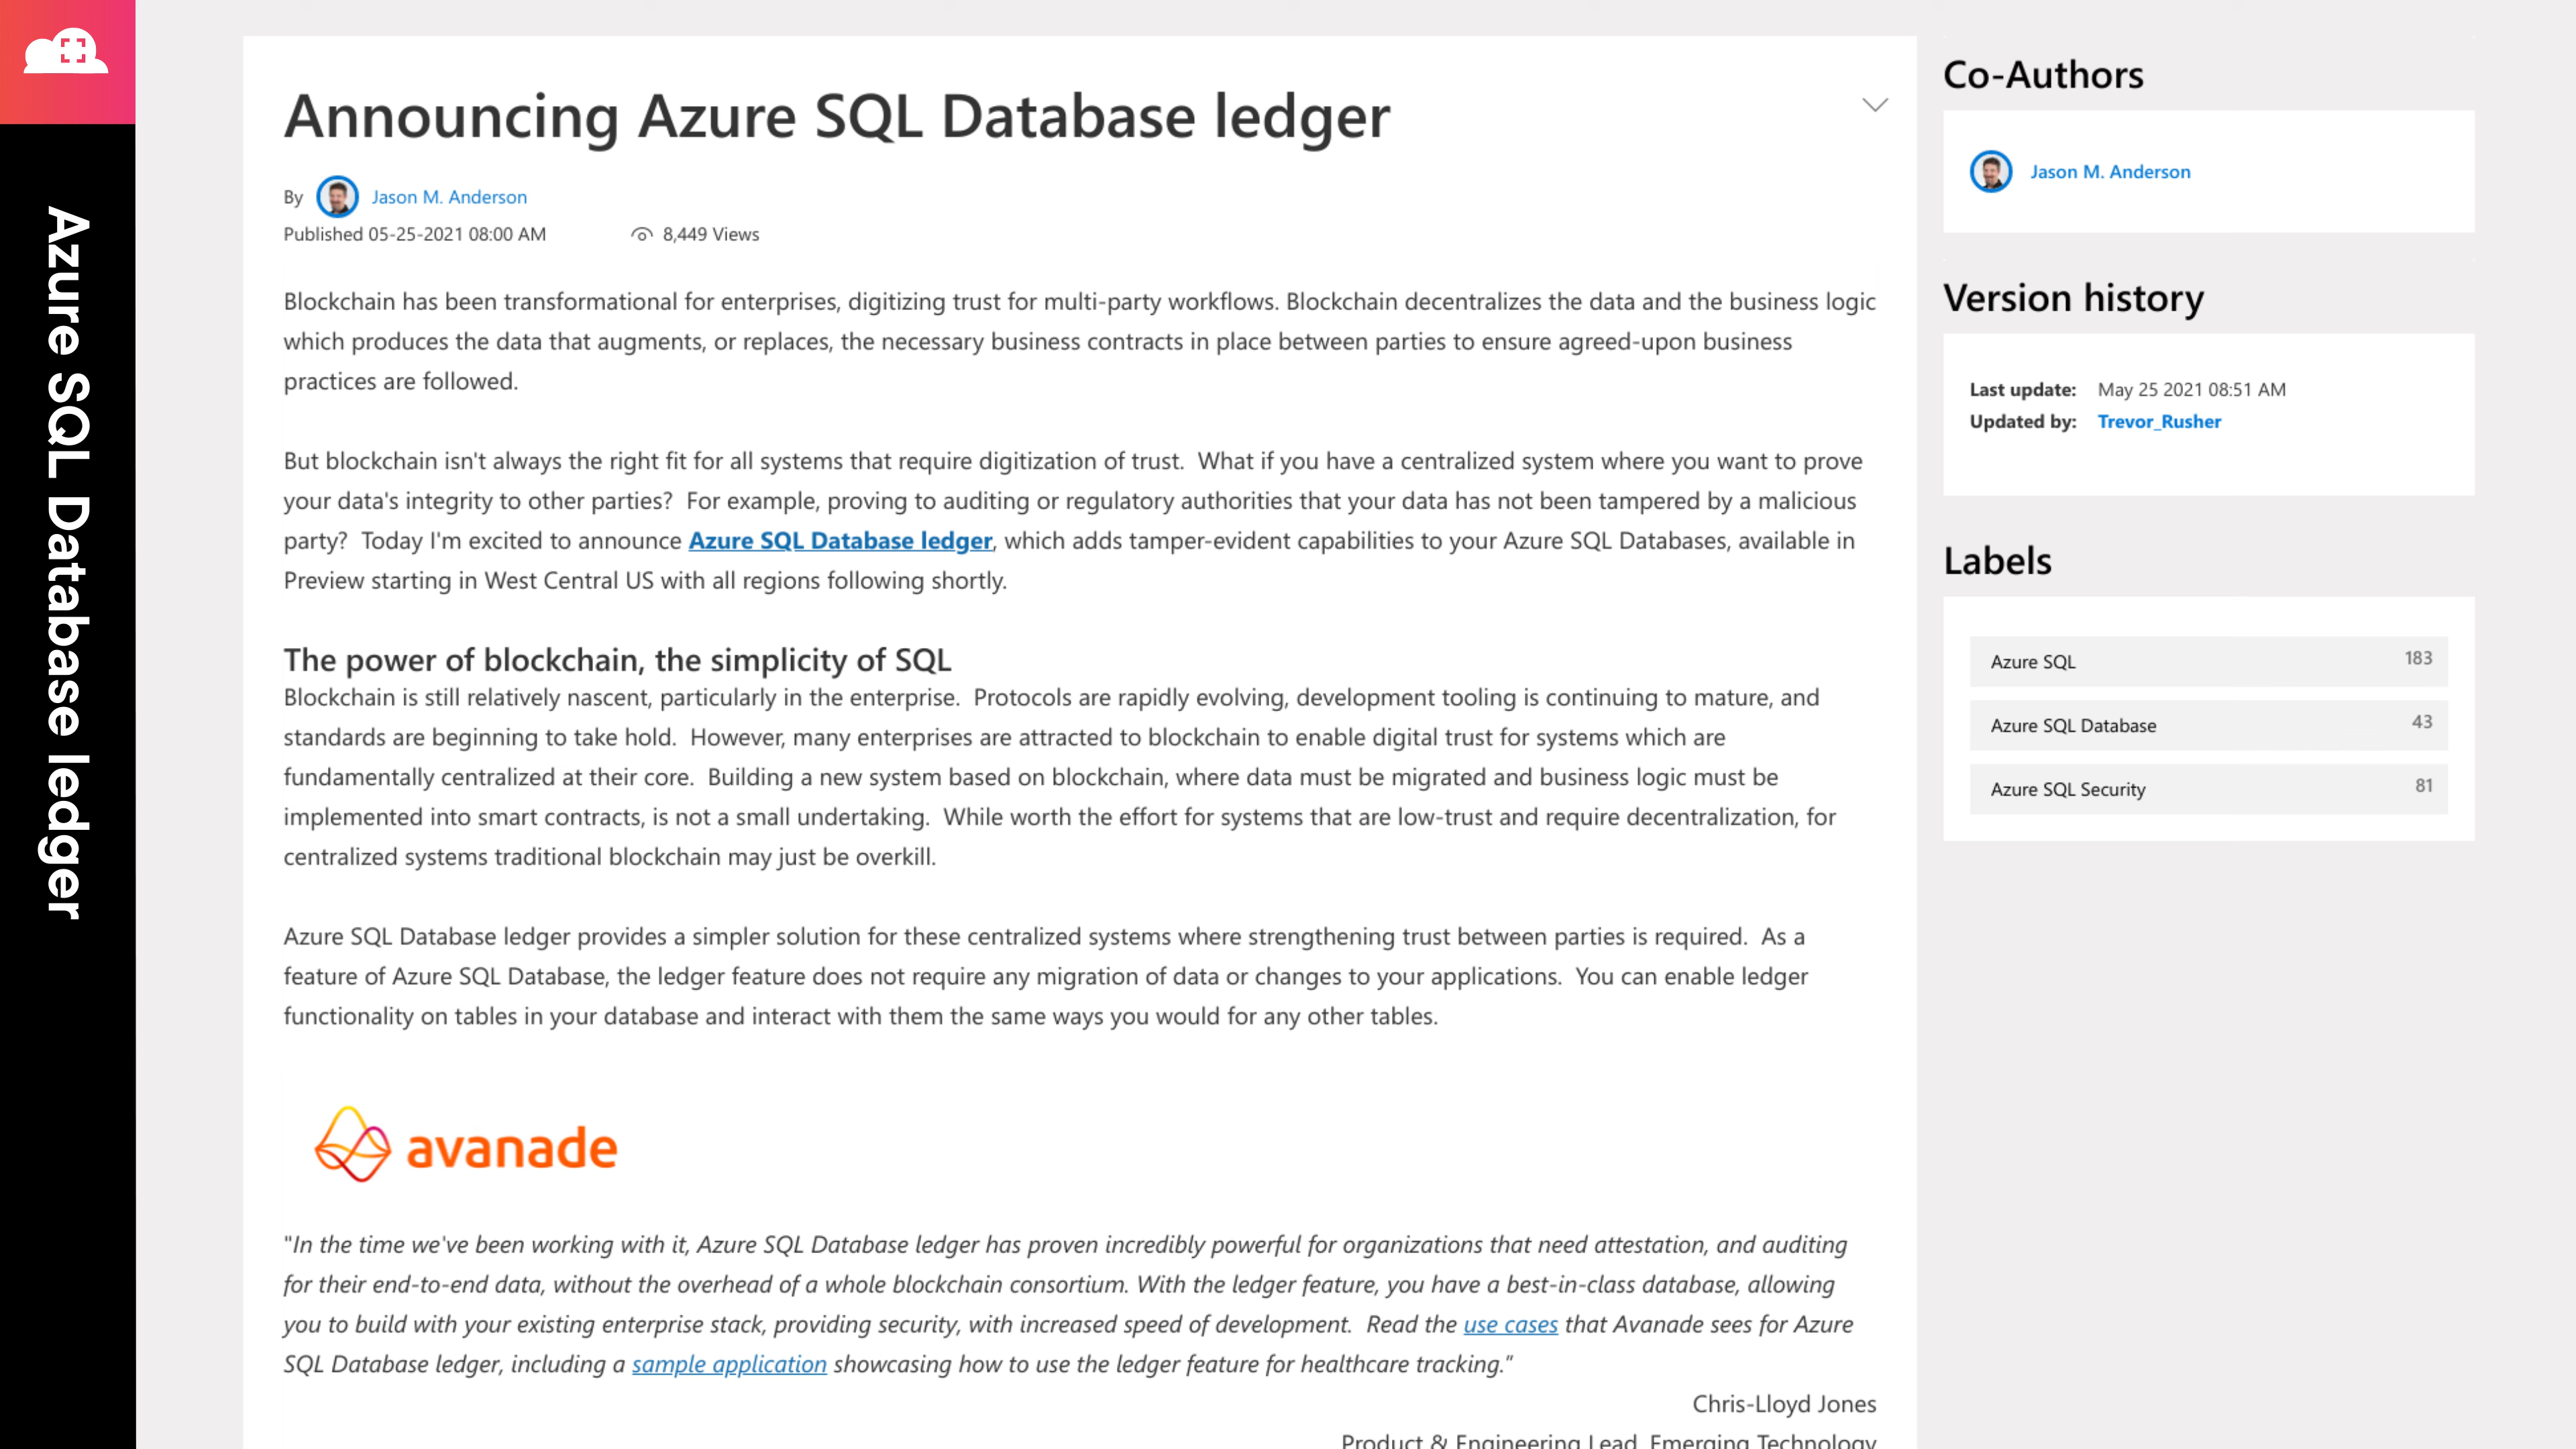 Azure SQL Database ledger
Announcing Azure SQL Database ledger
By Jason M. Anderson
Published 05-25-2021 08:00 AM 8,449 Views
Blockchain has been transformational for enterprises, digitizing trust for multi-party workflows. Blockchain decentralizes the data and the business logic
which produces the data that augments, or replaces, the necessary business contracts in place between parties to ensure agreed-upon business
practices are followed.
But blockchain isn't always the right fit for all systems that require digitization of trust.  What if you have a centralized system where you want to prove
your data's integrity to other parties?  For example, proving to auditing or regulatory authorities that your data has not been tampered by a malicious
party?  Today I'm excited to announce Azure SQL Database ledger, which adds tamper-evident capabilities to your Azure SQL Databases, available in
Preview starting in West Central US with all regions following shortly.
The power of blockchain, the simplicity of SQL
Blockchain is still relatively nascent, particularly in the enterprise.  Protocols are rapidly evolving, development tooling is continuing to mature, and
standards are beginning to take hold.  However, many enterprises are attracted to blockchain to enable digital trust for systems which are
fundamentally centralized at their core.  Building a new system based on blockchain, where data must be migrated and business logic must be
implemented into smart contracts, is not a small undertaking.  While worth the effort for systems that are low-trust and require decentralization, for
centralized systems traditional blockchain may just be overkill.
Azure SQL Database ledger provides a simpler solution for these centralized systems where strengthening trust between parties is required.  As a
feature of Azure SQL Database, the ledger feature does not require any migration of data or changes to your applications.  You can enable ledger
functionality on tables in your database and interact with them the same ways you would for any other tables.
avanade
"In the time we've been working with it, Azure SQL Database ledger has proven incredibly powerful for organizations that need attestation, and auditing
for their end-to-end data, without the overhead of a whole blockchain consortium. With the ledger feature, you have a best-in-class database, allowing
you to build with your existing enterprise stack, providing security, with increased speed of development.  Read the use cases that Avanade sees for Azure
SQL Database ledger, including a sample application showcasing how to use the ledger feature for healthcare tracking."
Chris-Lloyd Jones
Product & Engineering Lead, Emerging Technology
Co-Authors
Jason M. Anderson
Version history
Last update: May 25 2021 08:51 AM
Updated by: Trevor_Rusher
Labels
Azure SQL 183
Azure SQL Database 43
Azure SQL Security 81